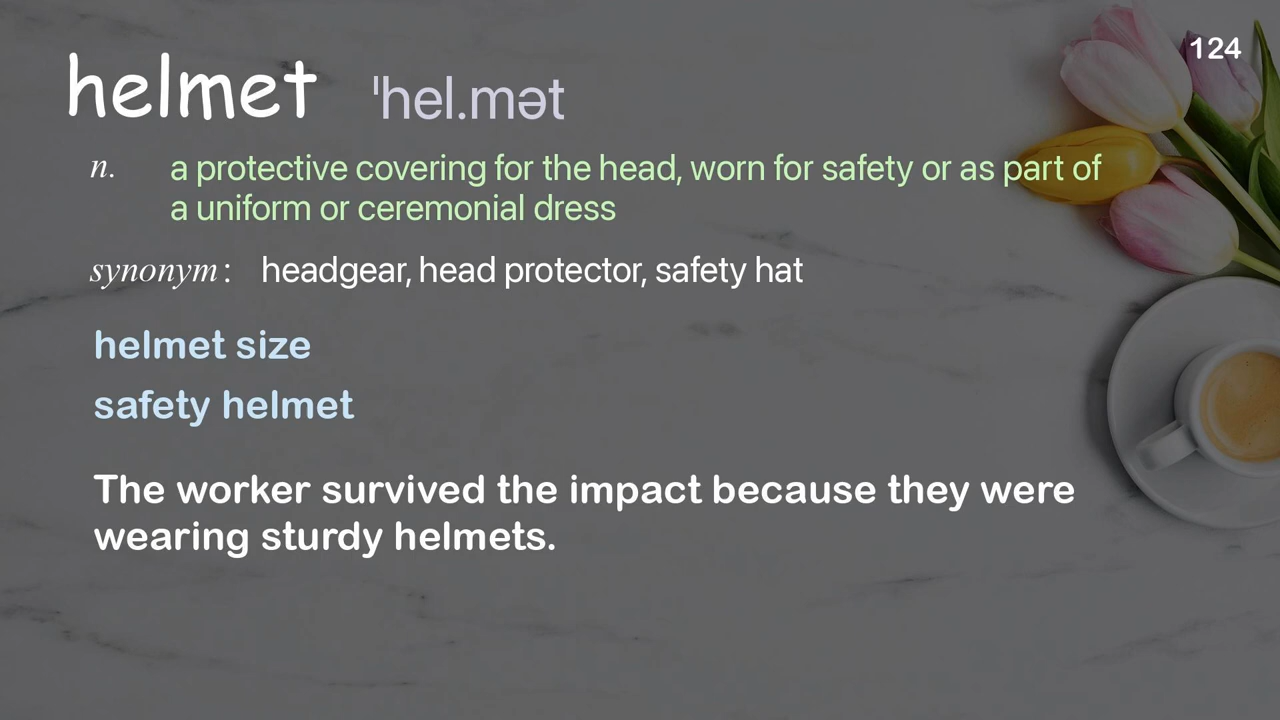 124
helmet ˈhel.mət
n. a protective covering for the head, worn for safety or as part of
a uniform or ceremonial dress
synonym: headgear, head protector, safety hat
helmet size
safety helmet
The worker survived the impact because they were
wearing sturdy helmets.